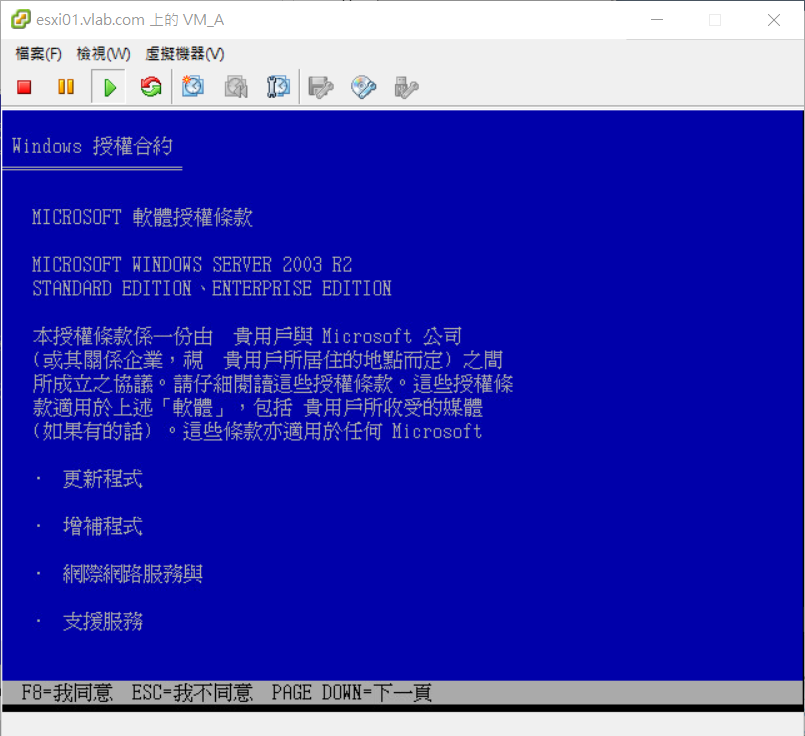 esxi01.vlab.com 上的 VM_A
檔案(F) 檢視(W) 虛擬機器(V)
Windows 授權合約
MICROSOFT 軟體授權條款
MICROSOFT WINDOWS SERVER 2003 R2
STANDARD EDITION、ENTERPRISE EDITION
本授權條款係一份由 貴用戶與 Microsoft 公司
(或其關係企業，視 貴用戶所居住的地點而定) 之間
所成立之協議。請仔細閱讀這些授權條款。這些授權條
款適用於上述「軟體」，包括 貴用戶所收受的媒體
(如果有的話) 。這些條款亦適用於任何 Microsoft
· 更新程式
· 增補程式
· 網際網路服務與
· 支援服務
F8=我同意 ESC=我不同意 PAGE DOWN=下一頁